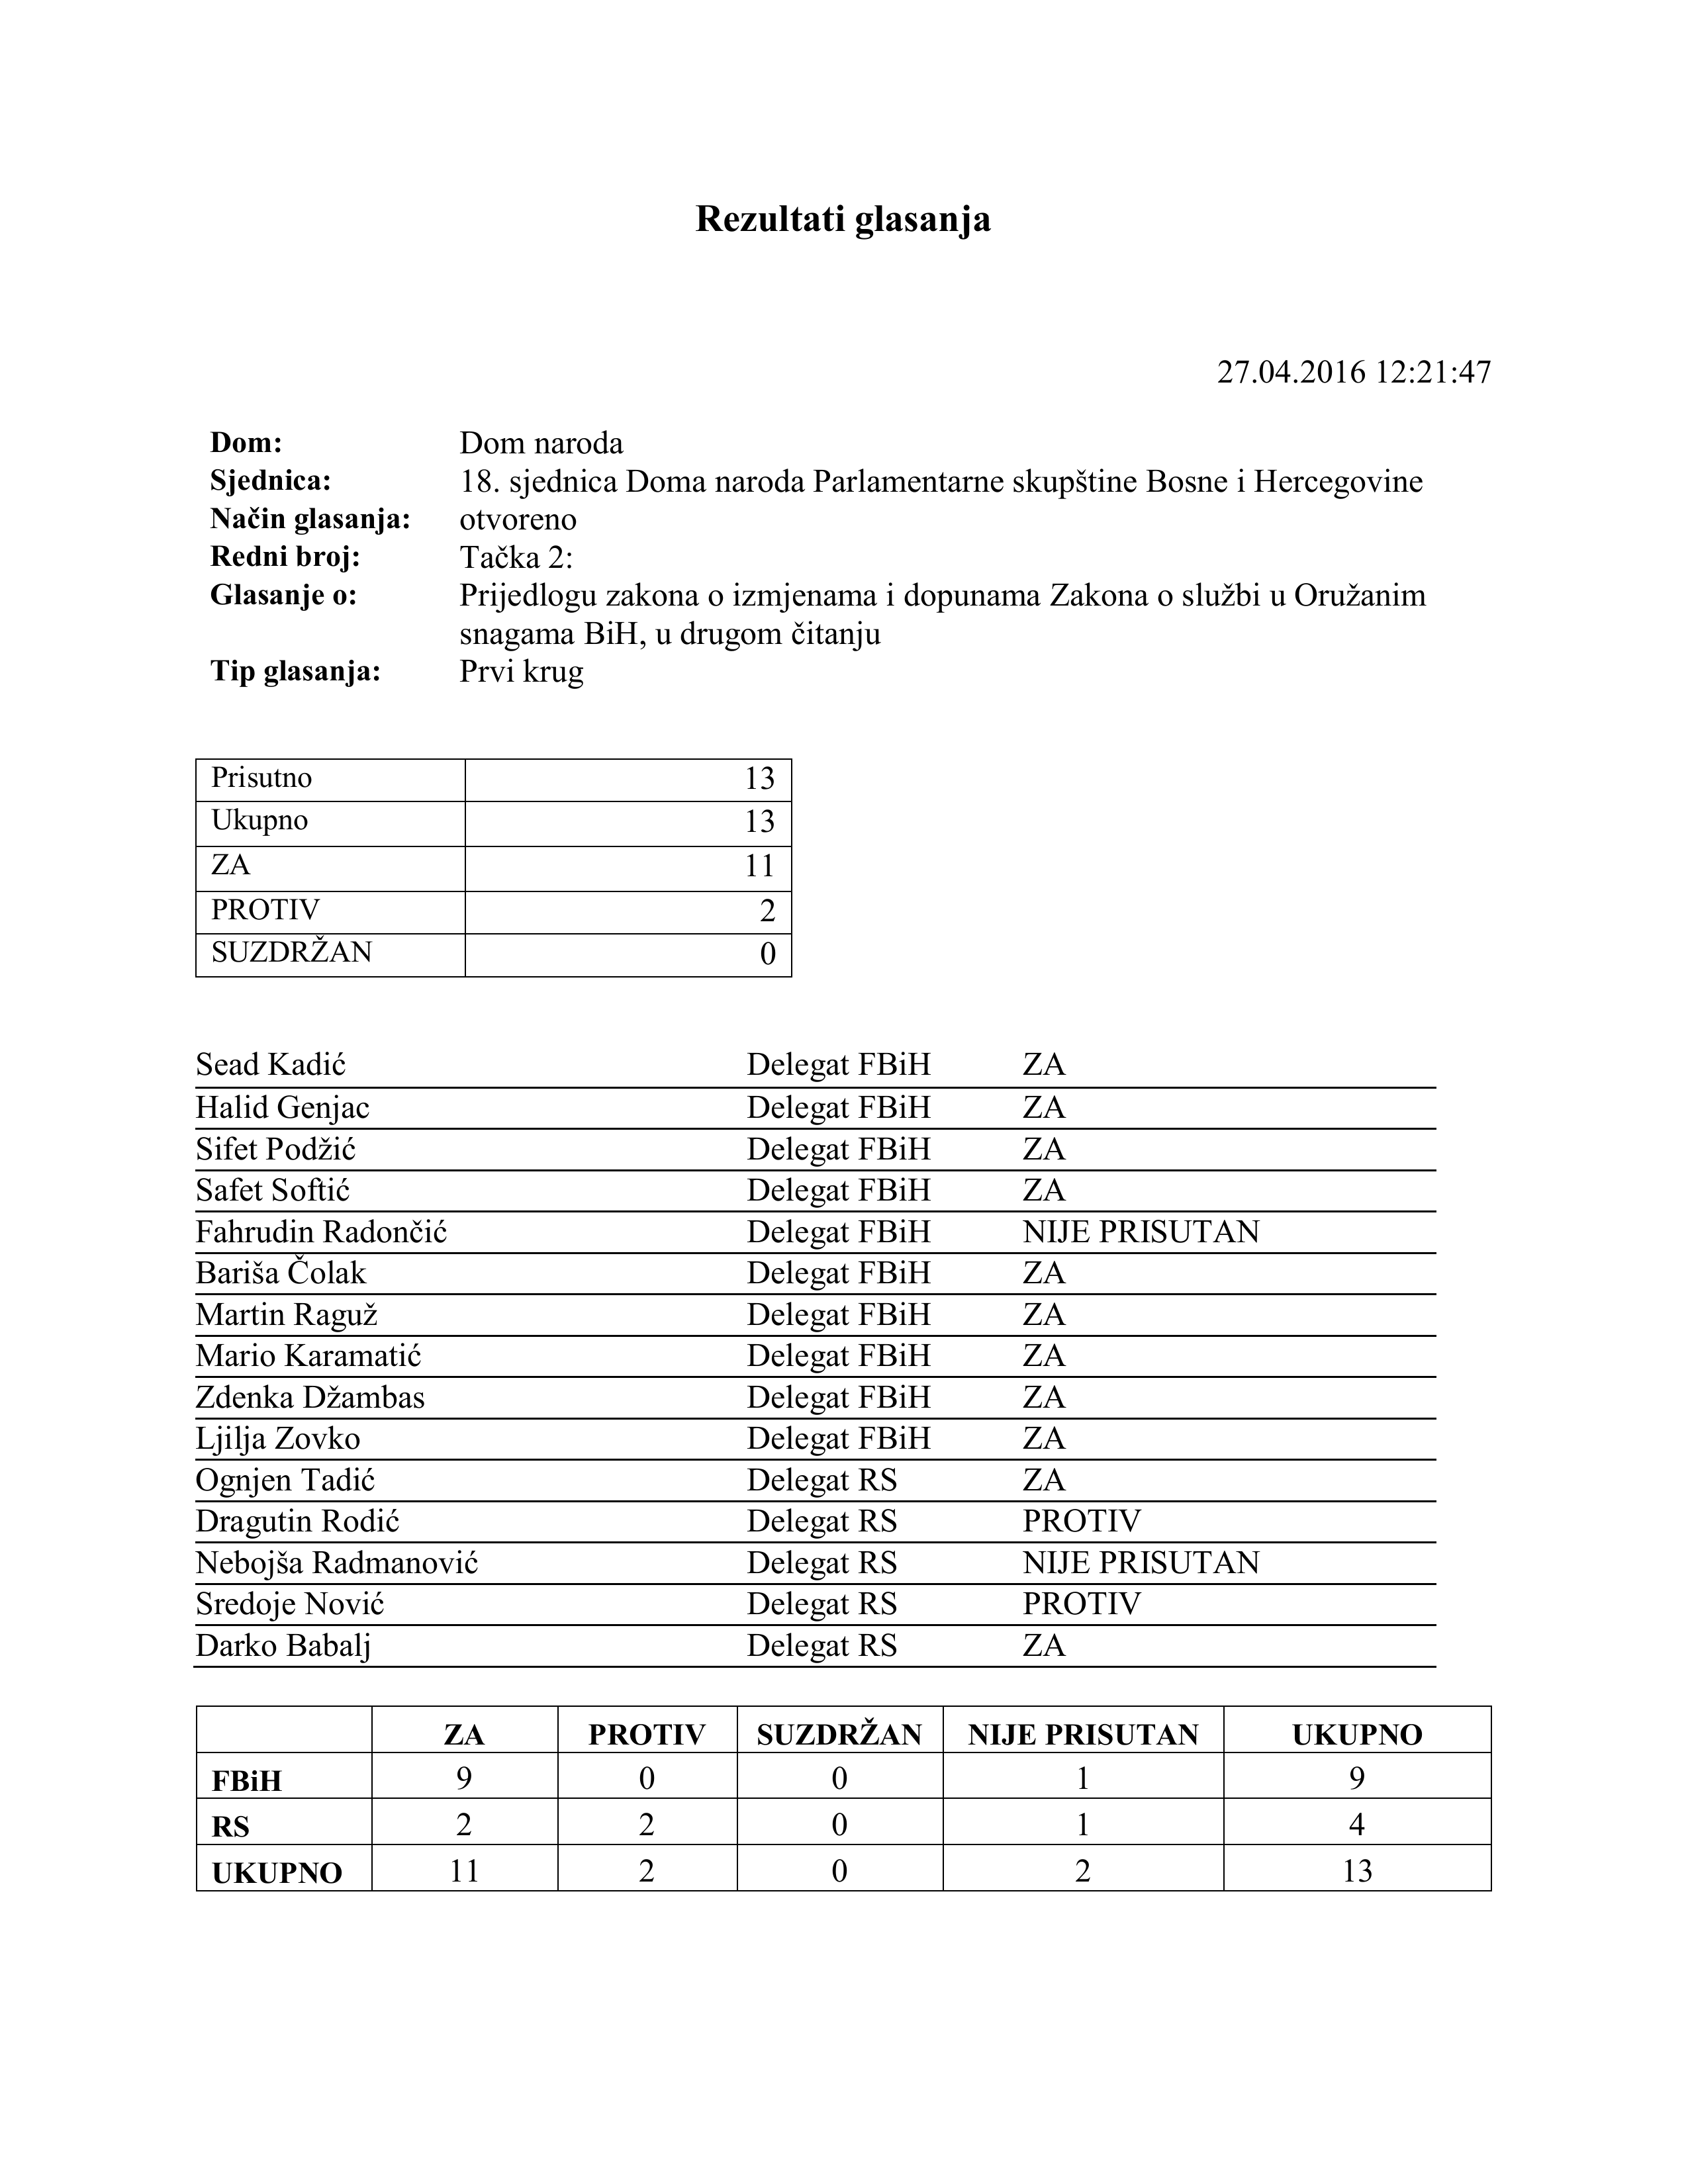 Rezultati glasanja
27.04.2016 12:21:47
Dom: Dom naroda
Sjednica: 18. sjednica Doma naroda Parlamentarne skupštine Bosne i Hercegovine
Način glasanja: otvoreno
Redni broj: Tačka 2:
Glasanje o: Prijedlogu zakona o izmjenama i dopunama Zakona o službi u Oružanim
snagama BiH, u drugom čitanju
Tip glasanja: Prvi krug
Prisutno 13
Ukupno 13
ZA 11
PROTIV 2
SUZDRŽAN 0
Sead Kadić Delegat FBiH ZA
Halid Genjac Delegat FBiH ZA
Sifet Podžić Delegat FBiH ZA
Safet Softić Delegat FBiH ZA
Fahrudin Radončić Delegat FBiH NIJE PRISUTAN
Bariša Čolak Delegat FBiH ZA
Martin Raguž Delegat FBiH ZA
Mario Karamatić Delegat FBiH ZA
Zdenka Džambas Delegat FBiH ZA
Ljilja Zovko Delegat FBiH ZA
Ognjen Tadić Delegat RS ZA
Dragutin Rodić Delegat RS PROTIV
Nebojša Radmanović Delegat RS NIJE PRISUTAN
Sredoje Nović Delegat RS PROTIV
Darko Babalj Delegat RS ZA
ZA PROTIV SUZDRŽAN NIJE PRISUTAN UKUPNO
FBiH 9 0 0 1 9
RS 2 2 0 1 4
UKUPNO 11 2 0 2 13